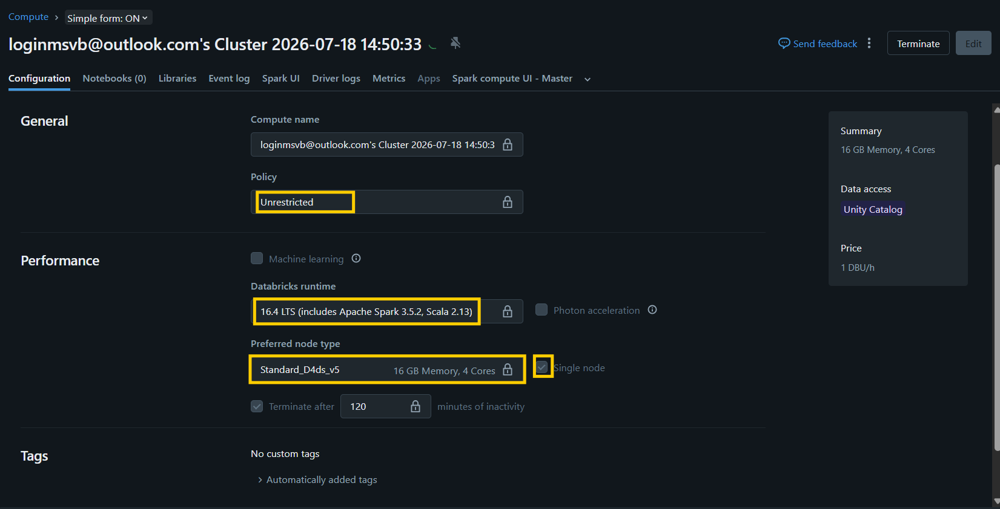 Compute > Simple form: ON
loginmsvb@outlook.com's Cluster 2026-07-18 14:50:33
Send feedback
Terminate
Edit
Configuration Notebooks (0) Libraries Event log Spark UI Driver logs Metrics Apps Spark compute UI - Master
General
Compute name
loginmsvb@outlook.com's Cluster 2026-07-18 14:50:3
Policy
Unrestricted
Performance
Machine learning
Databricks runtime
16.4 LTS (includes Apache Spark 3.5.2, Scala 2.13)
Photon acceleration
Preferred node type
Standard_D4ds_v5 16 GB Memory, 4 Cores
Single node
Terminate after 120 minutes of inactivity
Tags
No custom tags
Automatically added tags
Summary
16 GB Memory, 4 Cores
Data access
Unity Catalog
Price
1 DBU/h